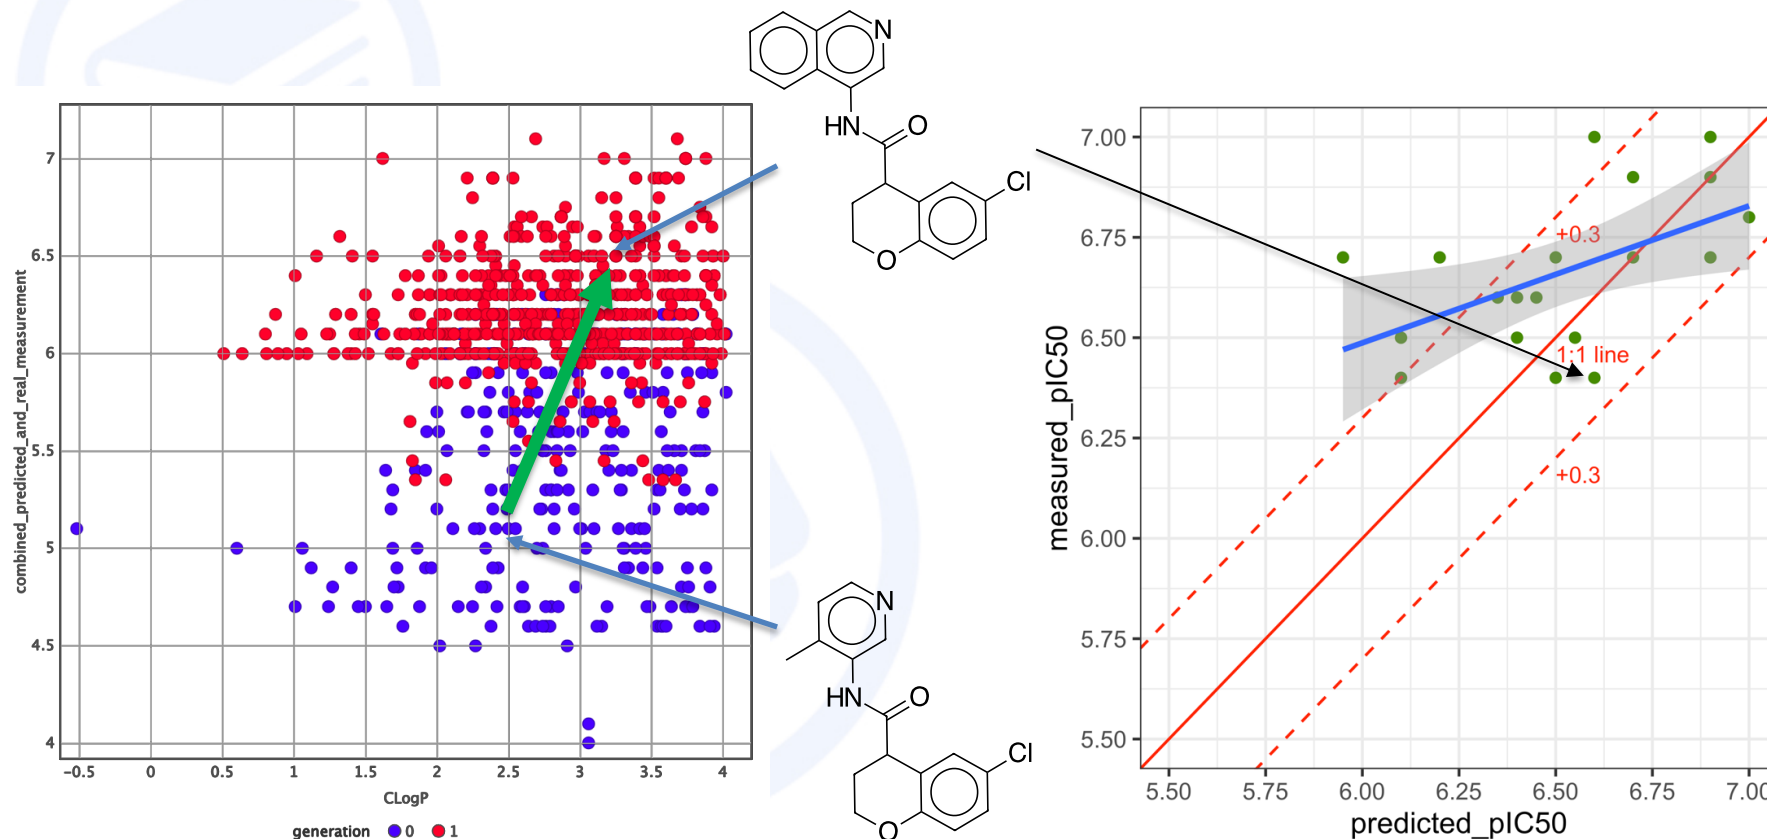 combined_predicted_and_real_measurement
7
6.5
6
5.5
5
4.5
4
-0.5 0 0.5 1 1.5 2 2.5 3 3.5 4
CLogP
generation 0 1
N
HN
O
Cl
O
N
HN
O
Cl
O
measured_pIC50
7.00
6.75
6.50
6.25
6.00
5.75
5.50
+0.3
1:1 line
+0.3
5.50 5.75 6.00 6.25 6.50 6.75 7.00
predicted_pIC50